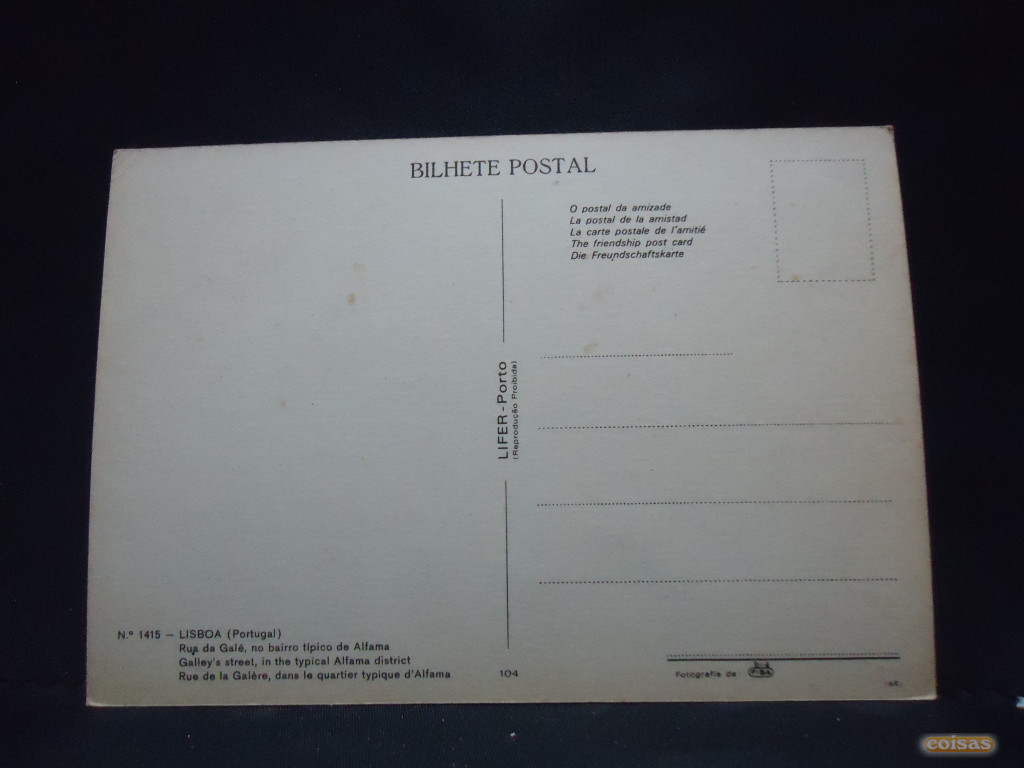 BILHETE POSTAL
O postal da amizade
La postal de la amistad
La carte postale de l'amitié
The friendship post card
Die Freundschaftskarte
LIFER - Porto
(Reprodução Proibida)
N.º 1415 — LISBOA (Portugal)
Rua da Galé, no bairro típico de Alfama
Galley's street, in the typical Alfama district
Rue de la Galère, dans le quartier typique d'Alfama
104
Fotografia de
coisas